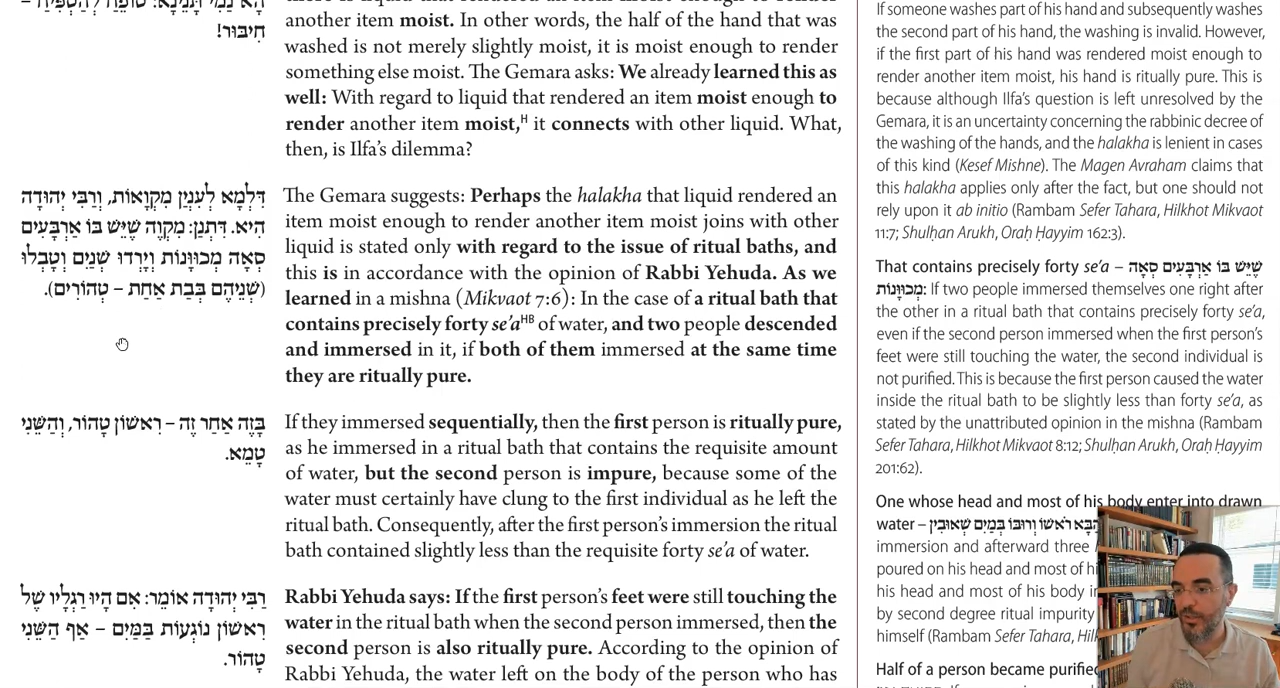 הָא נַמֵי תְּנֵינָא: טוֹפֵחַ לְהַטְפִּיחַ –
חִיבּוּר!
דִּלְמָא לְעִנְיַן מִקְוָאוֹת, וְרַבִּי יְהוּדָה
הִיא. דִּתְנַן: מִקְוֶה שֶׁיֵּשׁ בּוֹ אַרְבָּעִים
סְאָה מְכוּוָּנוֹת וְיָרְדוּ שְׁנַיִם וְטָבְלוּ
(שְׁנֵיהֶם בְּבַת אַחַת – טְהוֹרִים).
בָּזֶה אַחַר זֶה – רִאשׁוֹן טָהוֹר, וְהַשֵּׁנִי
טָמֵא.
רַבִּי יְהוּדָה אוֹמֵר: אִם הָיוּ רַגְלָיו שֶׁל
רִאשׁוֹן נוֹגְעוֹת בַּמַּיִם – אַף הַשֵּׁנִי
טָהוֹר.
another item moist. In other words, the half of the hand that was
washed is not merely slightly moist, it is moist enough to render
something else moist. The Gemara asks: We already learned this as
well: With regard to liquid that rendered an item moist enough to
render another item moist,H it connects with other liquid. What,
then, is Ilfa's dilemma?
The Gemara suggests: Perhaps the halakha that liquid rendered an
item moist enough to render another item moist joins with other
liquid is stated only with regard to the issue of ritual baths, and
this is in accordance with the opinion of Rabbi Yehuda. As we
learned in a mishna (Mikvaot 7:6): In the case of a ritual bath that
contains precisely forty se'aHB of water, and two people descended
and immersed in it, if both of them immersed at the same time
they are ritually pure.
If they immersed sequentially, then the first person is ritually pure,
as he immersed in a ritual bath that contains the requisite amount
of water, but the second person is impure, because some of the
water must certainly have clung to the first individual as he left the
ritual bath. Consequently, after the first person's immersion the ritual
bath contained slightly less than the requisite forty se'a of water.
Rabbi Yehuda says: If the first person's feet were still touching the
water in the ritual bath when the second person immersed, then the
second person is also ritually pure. According to the opinion of
Rabbi Yehuda, the water left on the body of the person who has
If someone washes part of his hand and subsequently washes
the second part of his hand, the washing is invalid. However,
if the first part of his hand was rendered moist enough to
render another item moist, his hand is ritually pure. This is
because although Ilfa's question is left unresolved by the
Gemara, it is an uncertainty concerning the rabbinic decree of
the washing of the hands, and the halakha is lenient in cases
of this kind (Kesef Mishne). The Magen Avraham claims that
this halakha applies only after the fact, but one should not
rely upon it ab initio (Rambam Sefer Tahara, Hilkhot Mikvaot
11:7; Shulḥan Arukh, Oraḥ Ḥayyim 162:3).
That contains precisely forty se'a – שֶׁיֵּשׁ בּוֹ אַרְבָּעִים סְאָה
מְכוּוָּנוֹת: If two people immersed themselves one right after
the other in a ritual bath that contains precisely forty se'a,
even if the second person immersed when the first person's
feet were still touching the water, the second individual is
not purified. This is because the first person caused the water
inside the ritual bath to be slightly less than forty se'a, as
stated by the unattributed opinion in the mishna (Rambam
Sefer Tahara, Hilkhot Mikvaot 8:12; Shulḥan Arukh, Oraḥ Ḥayyim
201:62).
One whose head and most of his body enter into drawn
water – הַבָּא רֹאשׁוֹ וְרוּבּוֹ בְּמַיִם שְׁאוּבִין
immersion and afterward three
poured on his head and most of hi
his head and most of his body in
by second degree ritual impurity
himself (Rambam Sefer Tahara, Hil
Half of a person became purifie